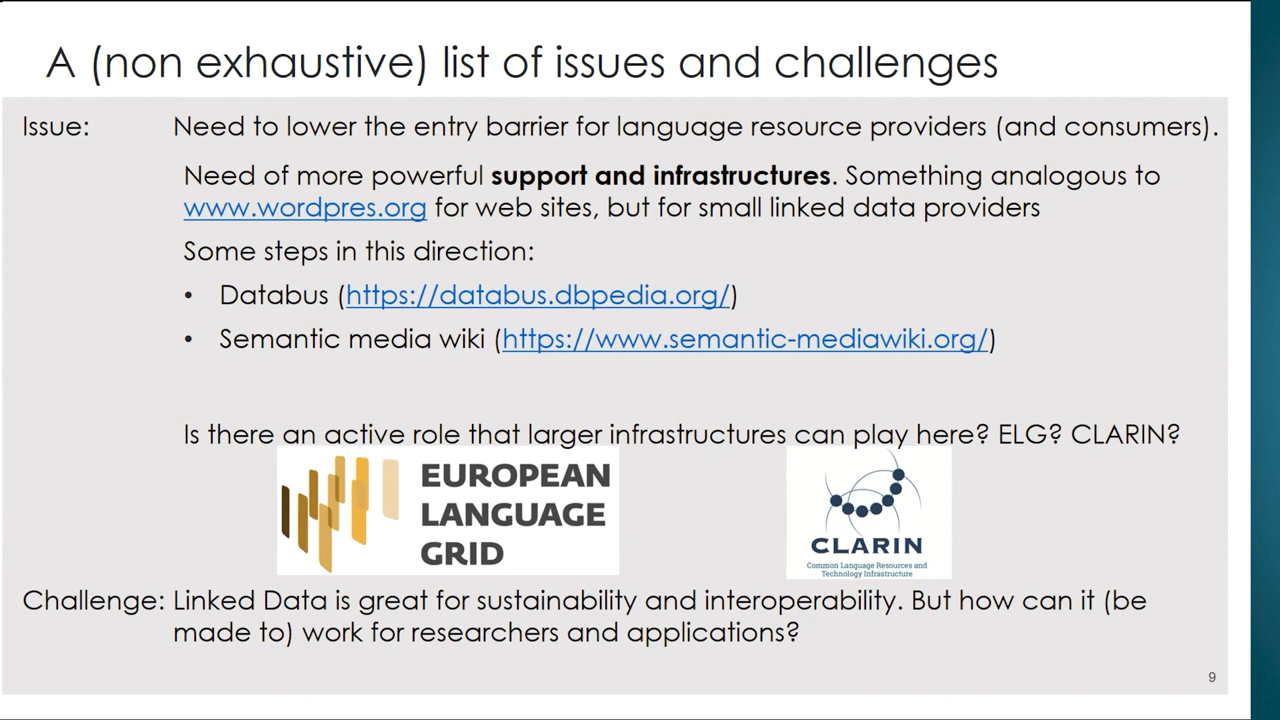 A (non exhaustive) list of issues and challenges
Issue: Need to lower the entry barrier for language resource providers (and consumers).
Need of more powerful support and infrastructures. Something analogous to
www.wordpres.org for web sites, but for small linked data providers
Some steps in this direction:
• Databus (https://databus.dbpedia.org/)
• Semantic media wiki (https://www.semantic-mediawiki.org/)
Is there an active role that larger infrastructures can play here? ELG? CLARIN?
EUROPEAN
LANGUAGE
GRID
CLARIN
Common Language Resources and
Technology Infrastructure
Challenge: Linked Data is great for sustainability and interoperability. But how can it (be
made to) work for researchers and applications?
9